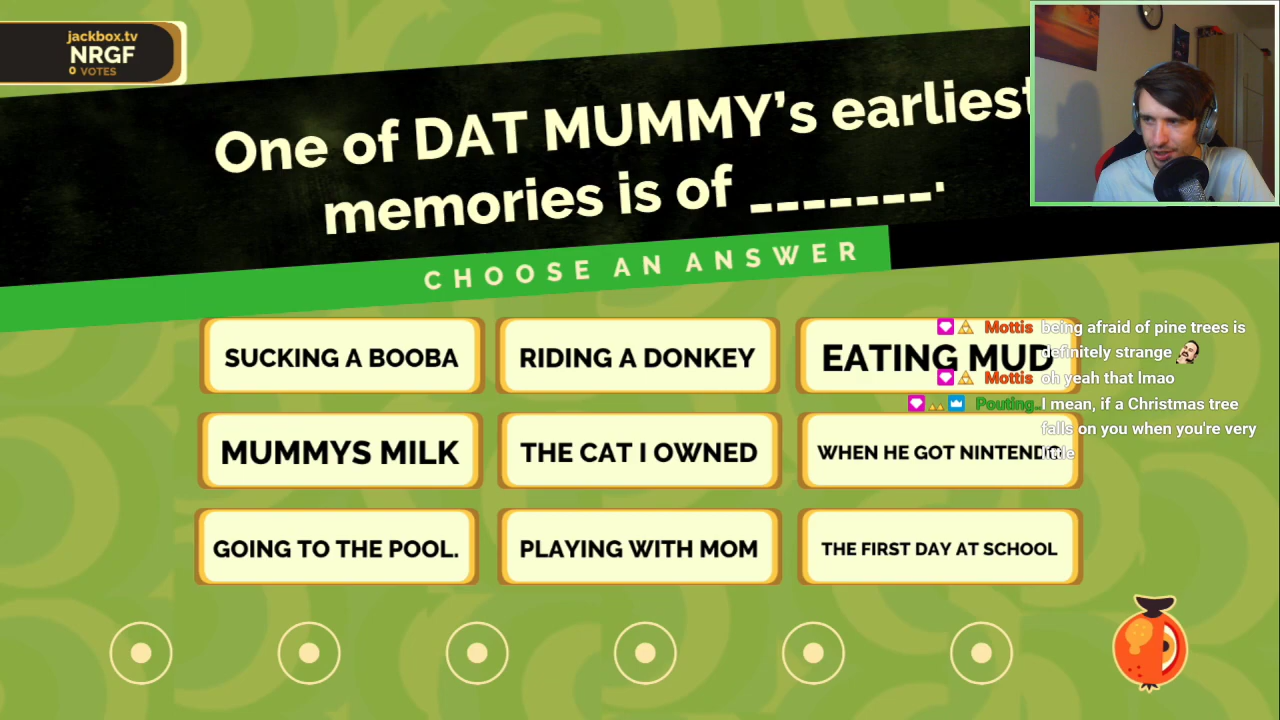 jackbox.tv
NRGF
0 VOTES
One of DAT MUMMY's earliest
memories is of _______.
CHOOSE AN ANSWER
SUCKING A BOOBA
RIDING A DONKEY
EATING MUD
MUMMYS MILK
THE CAT I OWNED
WHEN HE GOT NINTENDO
GOING TO THE POOL.
PLAYING WITH MOM
THE FIRST DAY AT SCHOOL
Mottis being afraid of pine trees is
definitely strange
Mottis oh yeah that lmao
Pouting.. I mean, if a Christmas tree
falls on you when you're very
little